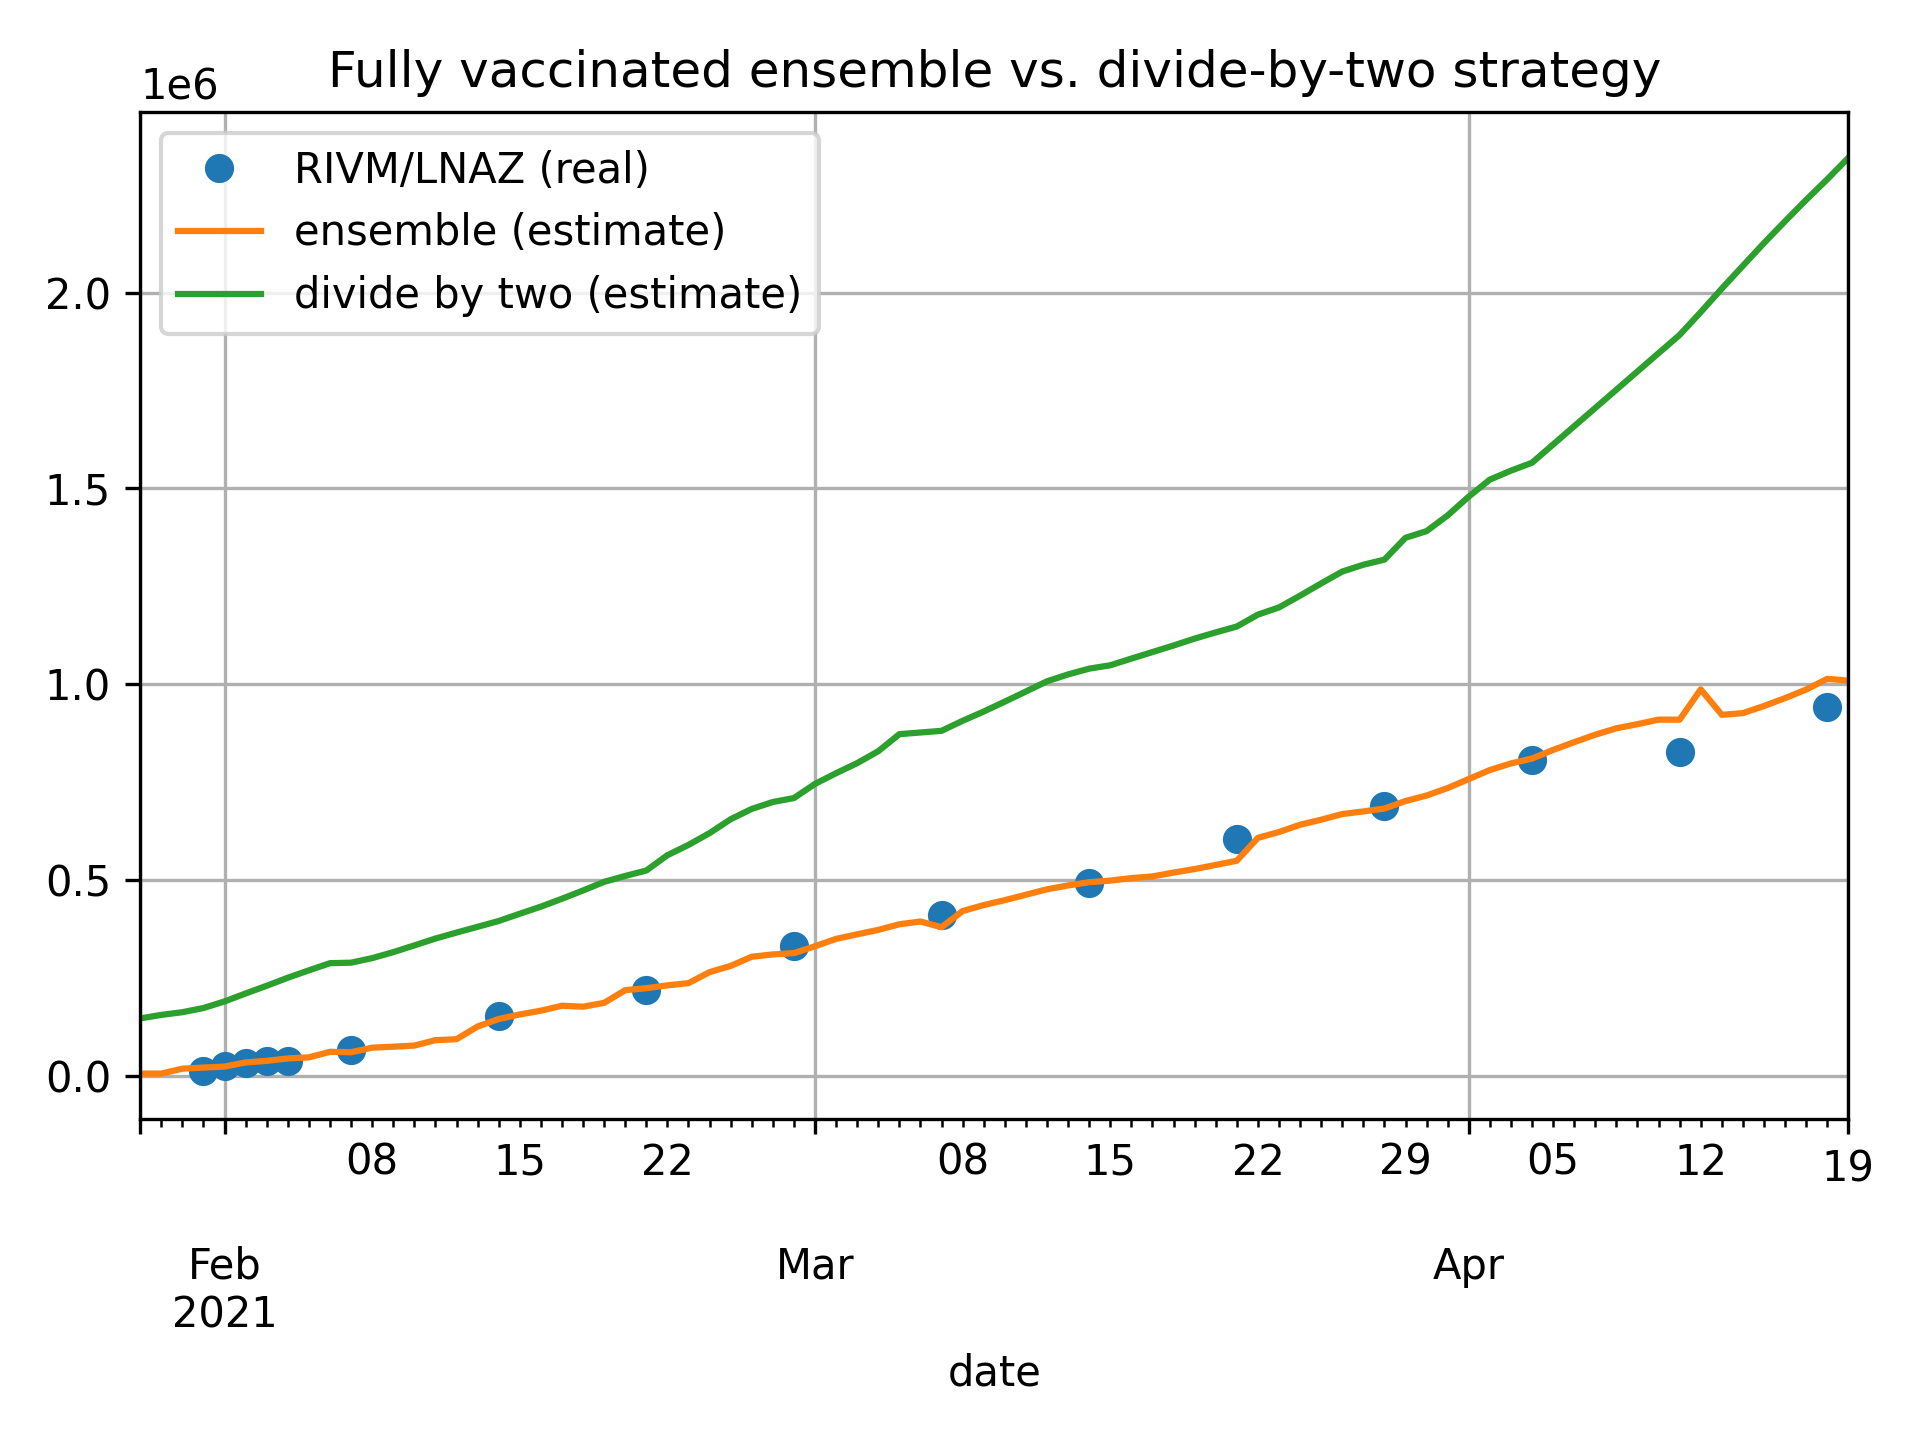 Fully vaccinated ensemble vs. divide-by-two strategy
1e6
RIVM/LNAZ (real)
ensemble (estimate)
divide by two (estimate)
2.0
1.5
1.0
0.5
0.0
08 15 22 08 15 22 29 05 12 19
Feb Mar Apr
2021
date